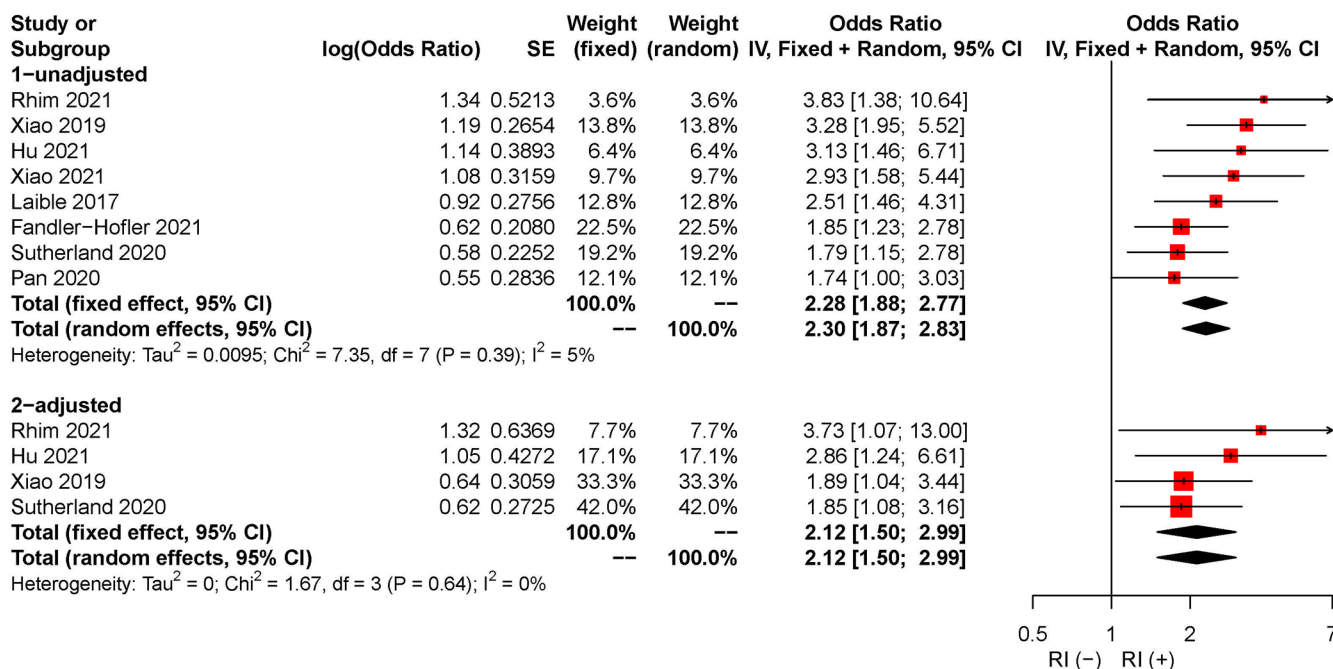 Study or Weight Weight Odds Ratio Odds Ratio
Subgroup log(Odds Ratio) SE (fixed) (random) IV, Fixed + Random, 95% CI IV, Fixed + Random, 95% CI
1−unadjusted
Rhim 2021 1.34 0.5213 3.6% 3.6% 3.83 [1.38; 10.64]
Xiao 2019 1.19 0.2654 13.8% 13.8% 3.28 [1.95; 5.52]
Hu 2021 1.14 0.3893 6.4% 6.4% 3.13 [1.46; 6.71]
Xiao 2021 1.08 0.3159 9.7% 9.7% 2.93 [1.58; 5.44]
Laible 2017 0.92 0.2756 12.8% 12.8% 2.51 [1.46; 4.31]
Fandler−Hofler 2021 0.62 0.2080 22.5% 22.5% 1.85 [1.23; 2.78]
Sutherland 2020 0.58 0.2252 19.2% 19.2% 1.79 [1.15; 2.78]
Pan 2020 0.55 0.2836 12.1% 12.1% 1.74 [1.00; 3.03]
Total (fixed effect, 95% CI) 100.0% −− 2.28 [1.88; 2.77]
Total (random effects, 95% CI) −− 100.0% 2.30 [1.87; 2.83]
Heterogeneity: Tau² = 0.0095; Chi² = 7.35, df = 7 (P = 0.39); I² = 5%
2−adjusted
Rhim 2021 1.32 0.6369 7.7% 7.7% 3.73 [1.07; 13.00]
Hu 2021 1.05 0.4272 17.1% 17.1% 2.86 [1.24; 6.61]
Xiao 2019 0.64 0.3059 33.3% 33.3% 1.89 [1.04; 3.44]
Sutherland 2020 0.62 0.2725 42.0% 42.0% 1.85 [1.08; 3.16]
Total (fixed effect, 95% CI) 100.0% −− 2.12 [1.50; 2.99]
Total (random effects, 95% CI) −− 100.0% 2.12 [1.50; 2.99]
Heterogeneity: Tau² = 0; Chi² = 1.67, df = 3 (P = 0.64); I² = 0%
0.5 1 2 7
RI (−) RI (+)